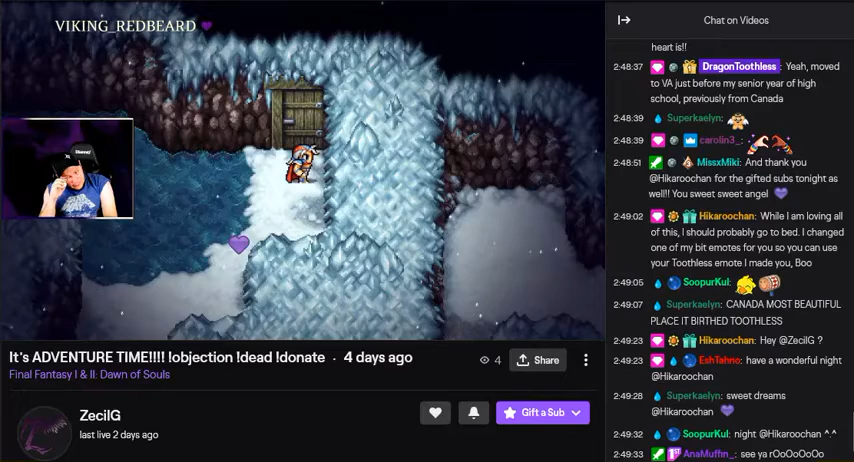 VIKING_REDBEARD
It's ADVENTURE TIME!!!! !objection !dead !donate · 4 days ago
4
Share
Final Fantasy I & II: Dawn of Souls
ZecilG
last live 2 days ago
Gift a Sub
Chat on Videos
heart is!!
2:48:37 DragonToothless: Yeah, moved
to VA just before my senior year of high
school, previously from Canada
2:48:39 Superkaelyn:
2:48:39 carolin3_:
2:48:51 MissxMiki: And thank you
@Hikaroochan for the gifted subs tonight as
well!! You sweet sweet angel
2:49:02 Hikaroochan: While I am loving all
of this, I should probably go to bed. I changed
one of my bit emotes for you so you can use
your Toothless emote I made you, Boo
2:49:05 SoopurKul:
2:49:07 Superkaelyn: CANADA MOST BEAUTIFUL
PLACE IT BIRTHED TOOTHLESS
2:49:23 Hikaroochan: Hey @ZecilG ?
2:49:23 EshTahno: have a wonderful night
@Hikaroochan
2:49:28 Superkaelyn: sweet dreams
@Hikaroochan
2:49:32 SoopurKul: night @Hikaroochan ^.^
2:49:33 AnaMuffin_: see ya rOoOoOoOo